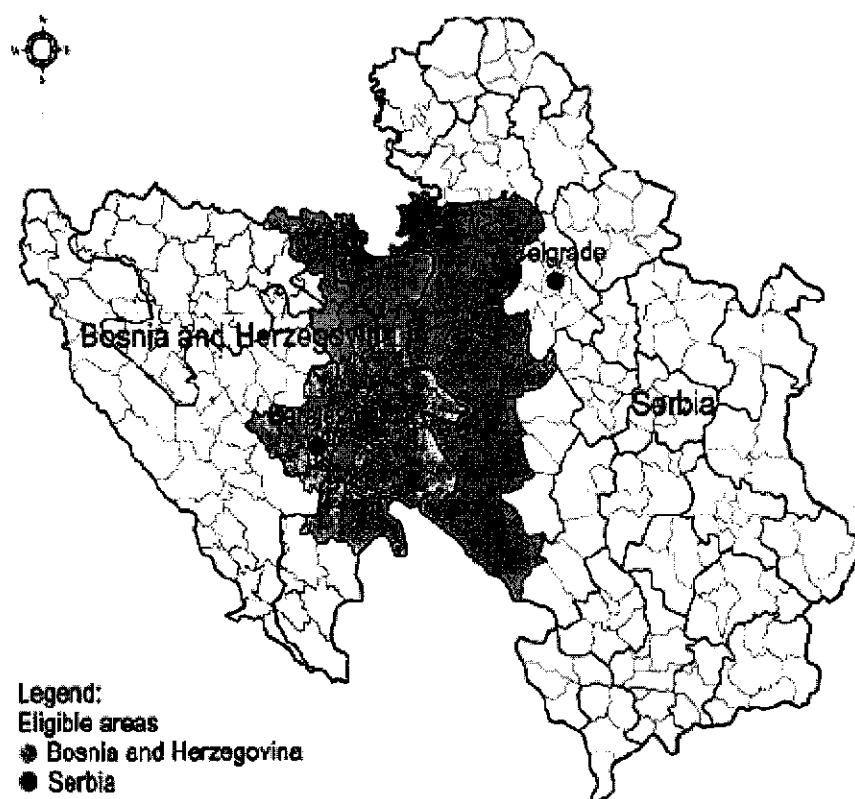 N
W E
S
Belgrade
Bosnia and Herzegovina
Serbia
Legend:
Eligible areas
Bosnia and Herzegovina
Serbia